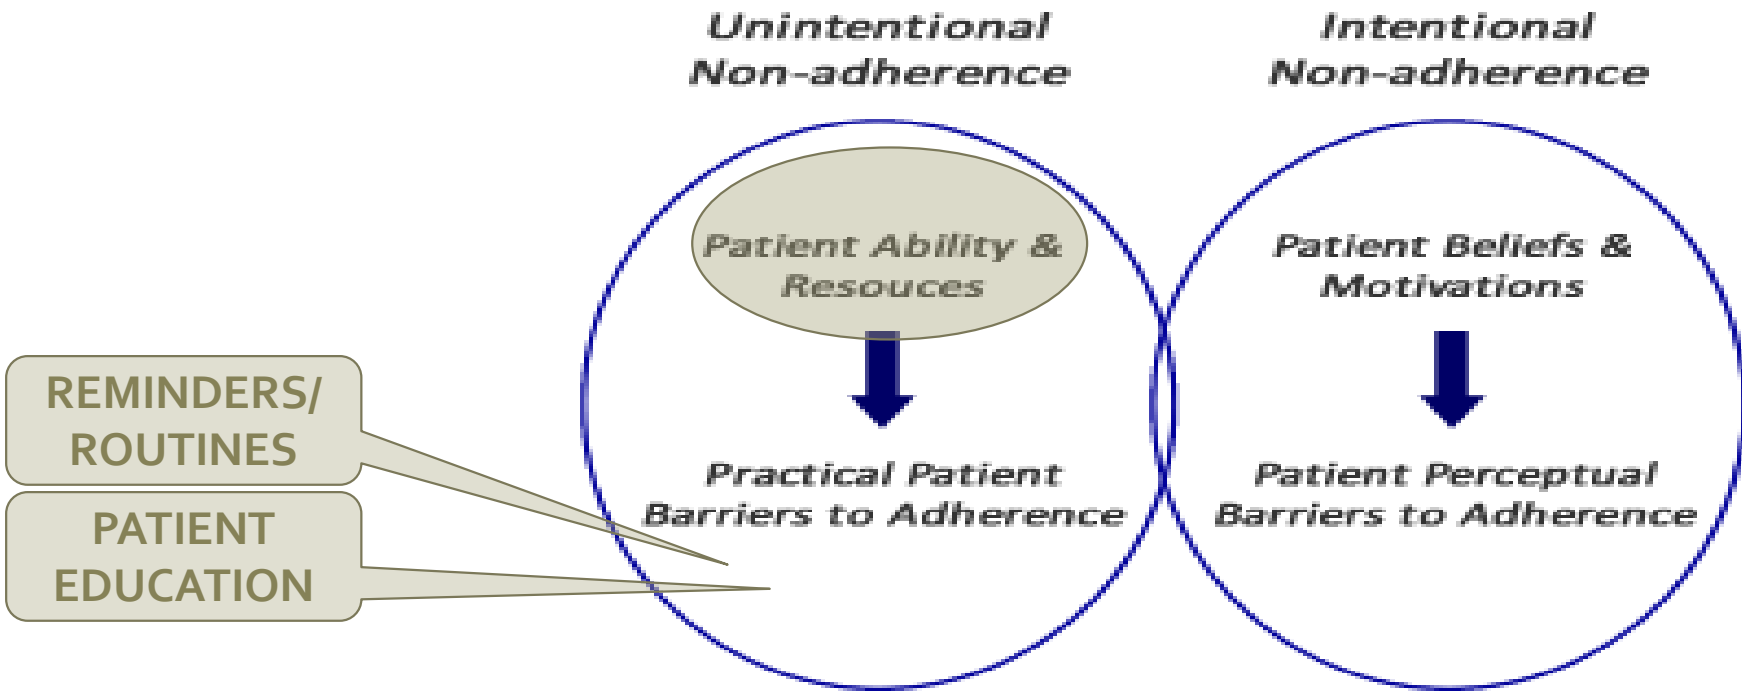 Unintentional
Non-adherence
Intentional
Non-adherence
Patient Ability &
Resouces
Patient Beliefs &
Motivations
REMINDERS/
ROUTINES
Practical Patient
Barriers to Adherence
Patient Perceptual
Barriers to Adherence
PATIENT
EDUCATION